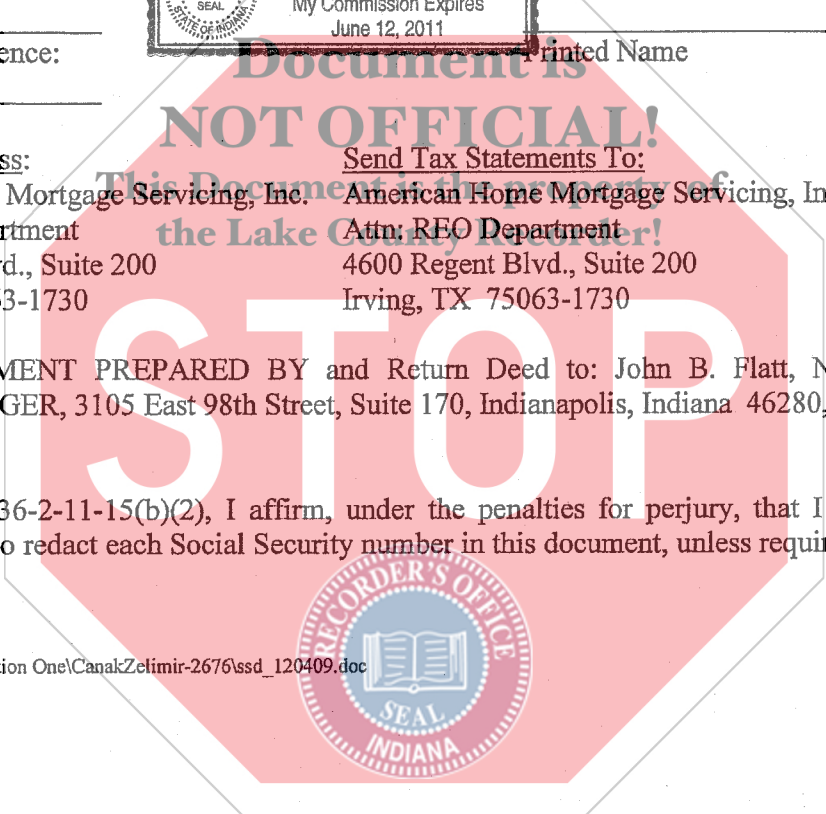 SEAL My Commission Expires
STATE OF INDIANA June 12, 2011
ence: Printed Name
Document is
NOT OFFICIAL!
ss: Send Tax Statements To:
This Document is the property of
Mortgage Servicing, Inc. American Home Mortgage Servicing, In
rtment Attn: REO Department
the Lake County Recorder!
d., Suite 200 4600 Regent Blvd., Suite 200
3-1730 Irving, TX 75063-1730
STOP
MENT PREPARED BY and Return Deed to: John B. Flatt, N
GER, 3105 East 98th Street, Suite 170, Indianapolis, Indiana 46280,
36-2-11-15(b)(2), I affirm, under the penalties for perjury, that I
o redact each Social Security number in this document, unless requir
RECORDER'S OFFICE
tion One\CanakZelimir-2676\ssd_120409.doc
SEAL
INDIANA